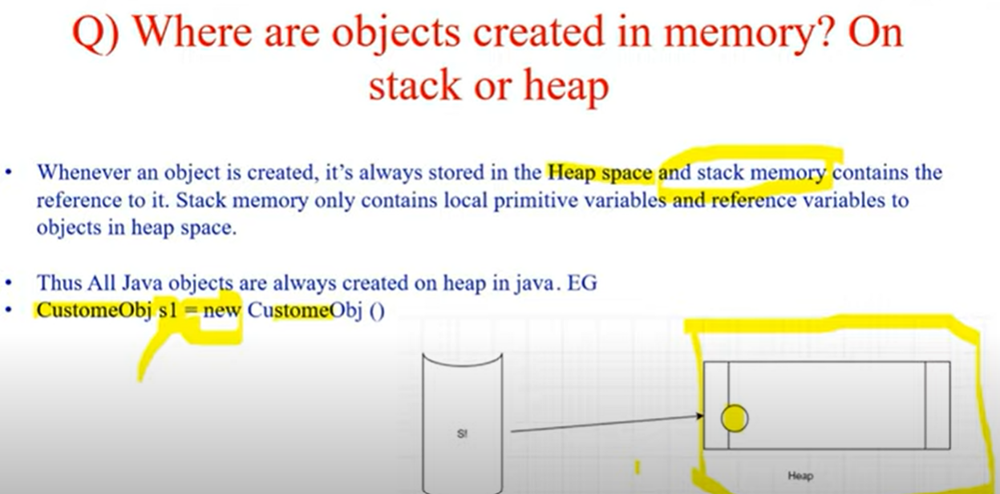 Q) Where are objects created in memory? On
stack or heap
• Whenever an object is created, it’s always stored in the Heap space and stack memory contains the
reference to it. Stack memory only contains local primitive variables and reference variables to
objects in heap space.
• Thus All Java objects are always created on heap in java. EG
• CustomeObj s1 = new CustomeObj ()
S!
Heap